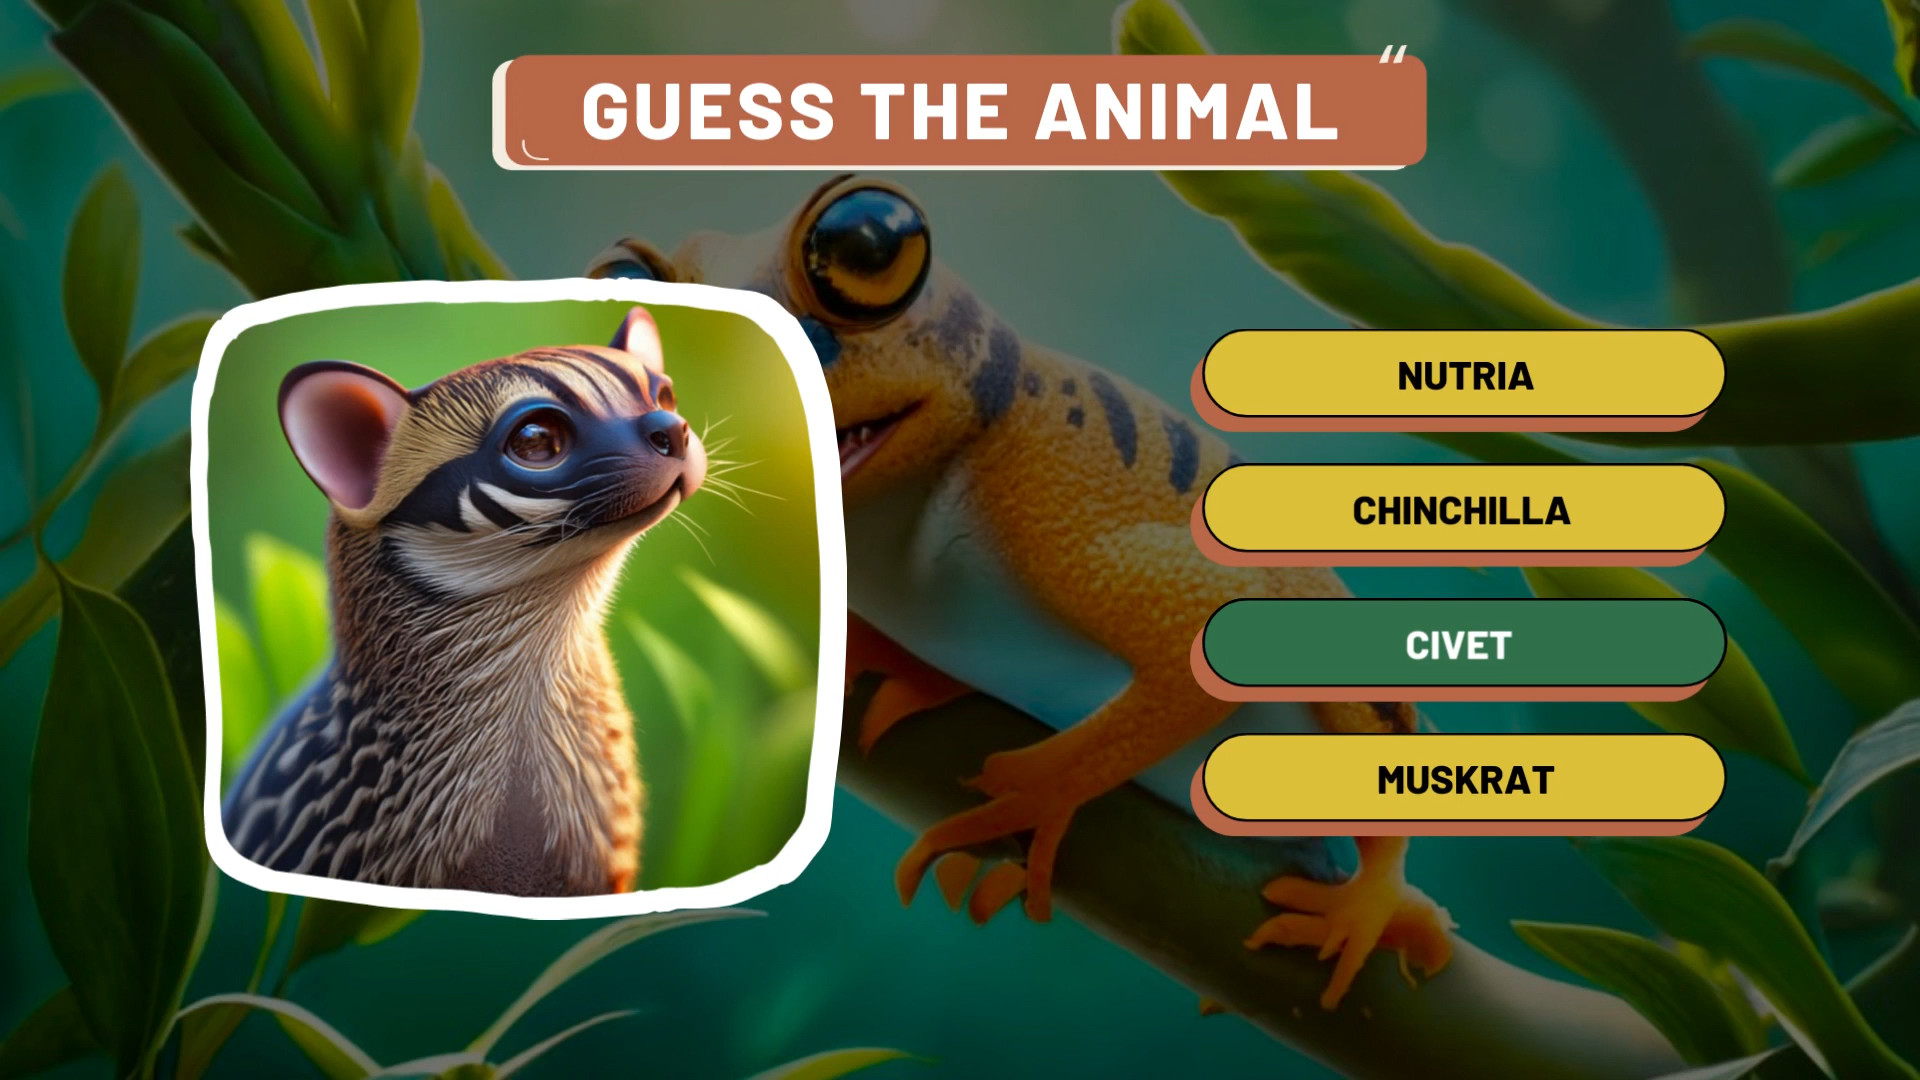 GUESS THE ANIMAL
NUTRIA
CHINCHILLA
CIVET
MUSKRAT